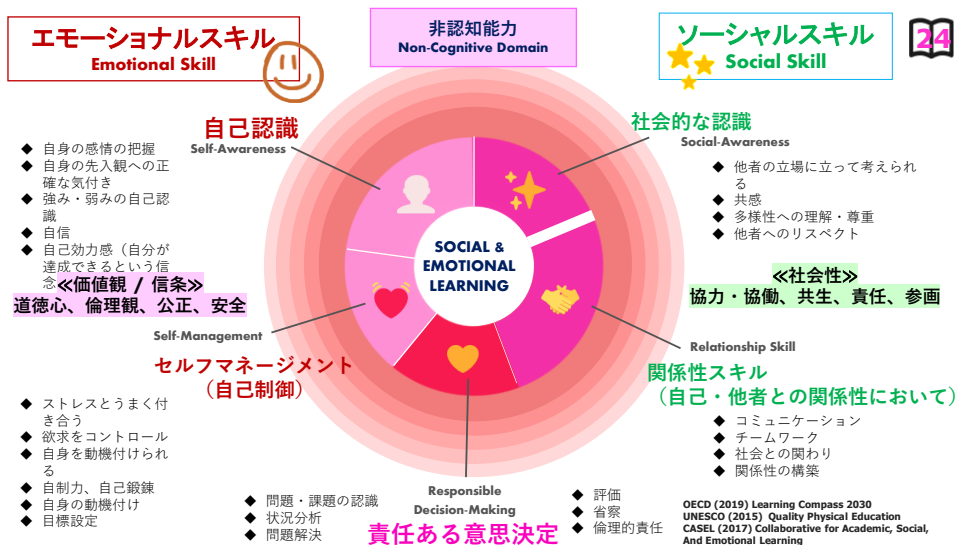 エモーショナルスキル
Emotional Skill
非認知能力
Non-Cognitive Domain
ソーシャルスキル
Social Skill
24
自己認識
Self-Awareness
◆ 自身の感情の把握
◆ 自身の先入観への正
確な気付き
◆ 強み・弱みの自己認
識
◆ 自信
◆ 自己効力感（自分が
達成できるという信
念
≪価値観 / 信条≫
道徳心、倫理観、公正、安全
社会的な認識
Social-Awareness
◆ 他者の立場に立って考えられ
る
◆ 共感
◆ 多様性への理解・尊重
◆ 他者へのリスペクト
≪社会性≫
協力・協働、共生、責任、参画
SOCIAL &
EMOTIONAL
LEARNING
Self-Management
セルフマネージメント
（自己制御）
◆ ストレスとうまく付
き合う
◆ 欲求をコントロール
◆ 自身を動機付けられ
る
◆ 自制力、自己鍛錬
◆ 自身の動機付け
◆ 目標設定
Relationship Skill
関係性スキル
（自己・他者との関係性において）
◆ コミュニケーション
◆ チームワーク
◆ 社会との関わり
◆ 関係性の構築
◆ 問題・課題の認識
◆ 状況分析
◆ 問題解決
Responsible
Decision-Making
責任ある意思決定
◆ 評価
◆ 省察
◆ 倫理的責任
OECD (2019) Learning Compass 2030
UNESCO (2015) Quality Physical Education
CASEL (2017) Collaborative for Academic, Social,
And Emotional Learning